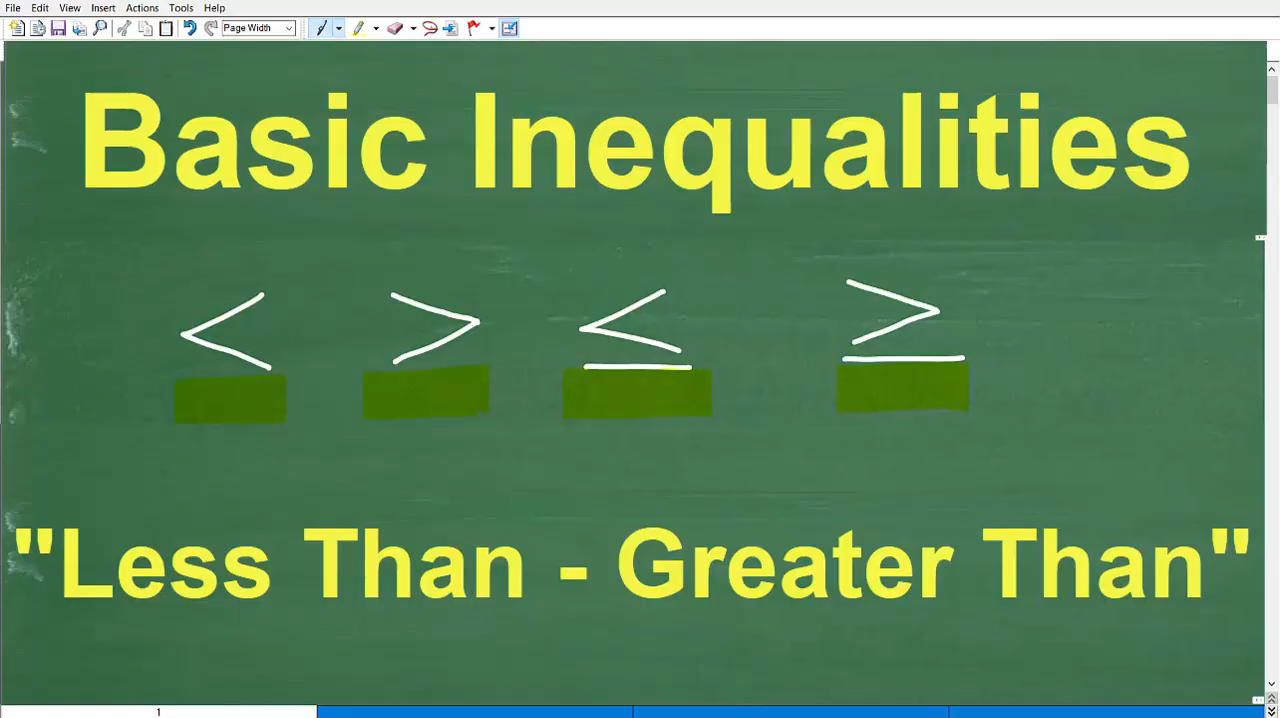 File Edit View Insert Actions Tools Help
Page Width
Basic Inequalities
< > ≤ ≥
"Less Than - Greater Than"
1